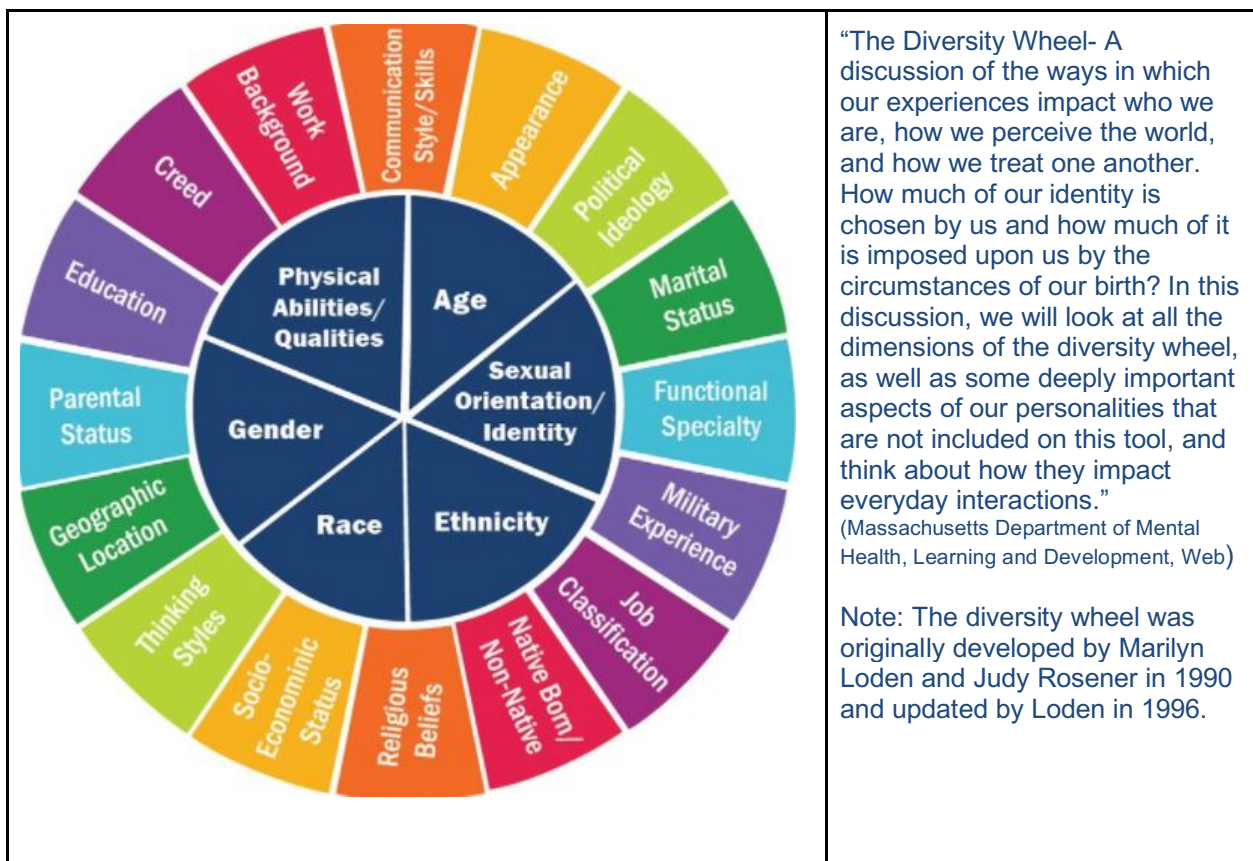 Communication
Style/Skills
Appearance
Political
Ideology
Marital
Status
Functional
Specialty
Military
Experience
Job
Classification
Native Born/
Non-Native
Religious
Beliefs
Socio-
Econominic
Status
Thinking
Styles
Geographic
Location
Parental
Status
Education
Creed
Work
Background
Physical
Abilities/
Qualities
Age
Sexual
Orientation/
Identity
Ethnicity
Race
Gender
“The Diversity Wheel- A
discussion of the ways in which
our experiences impact who we
are, how we perceive the world,
and how we treat one another.
How much of our identity is
chosen by us and how much of it
is imposed upon us by the
circumstances of our birth? In this
discussion, we will look at all the
dimensions of the diversity wheel,
as well as some deeply important
aspects of our personalities that
are not included on this tool, and
think about how they impact
everyday interactions.”
(Massachusetts Department of Mental
Health, Learning and Development, Web)
Note: The diversity wheel was
originally developed by Marilyn
Loden and Judy Rosener in 1990
and updated by Loden in 1996.